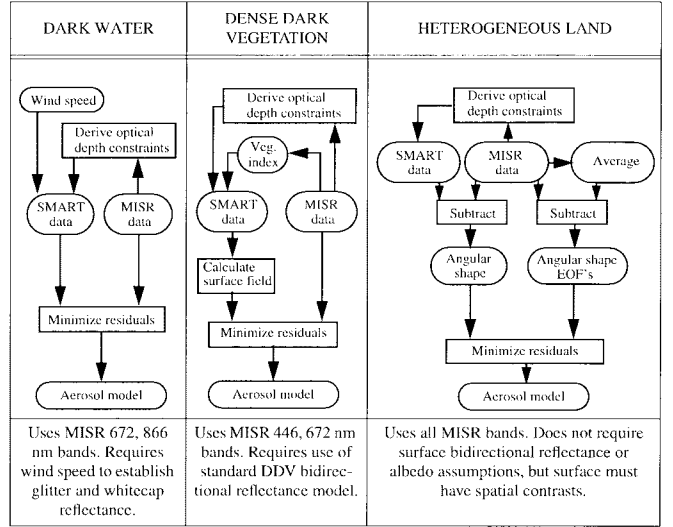 DARK WATER
Wind speed
Derive optical
depth constraints
SMART
data
MISR
data
Minimize residuals
Aerosol model
Uses MISR 672, 866
nm bands. Requires
wind speed to establish
glitter and whitecap
reflectance.
DENSE DARK
VEGETATION
Derive optical
depth constraints
Veg.
index
SMART
data
MISR
data
Calculate
surface field
Minimize residuals
Aerosol model
Uses MISR 446, 672 nm
bands. Requires use of
standard DDV bidirec-
tional reflectance model.
HETEROGENEOUS LAND
Derive optical
depth constraints
SMART
data
MISR
data
Average
Subtract
Subtract
Angular
shape
Angular shape
EOF's
Minimize residuals
Aerosol model
Uses all MISR bands. Does not require
surface bidirectional reflectance or
albedo assumptions, but surface must
have spatial contrasts.